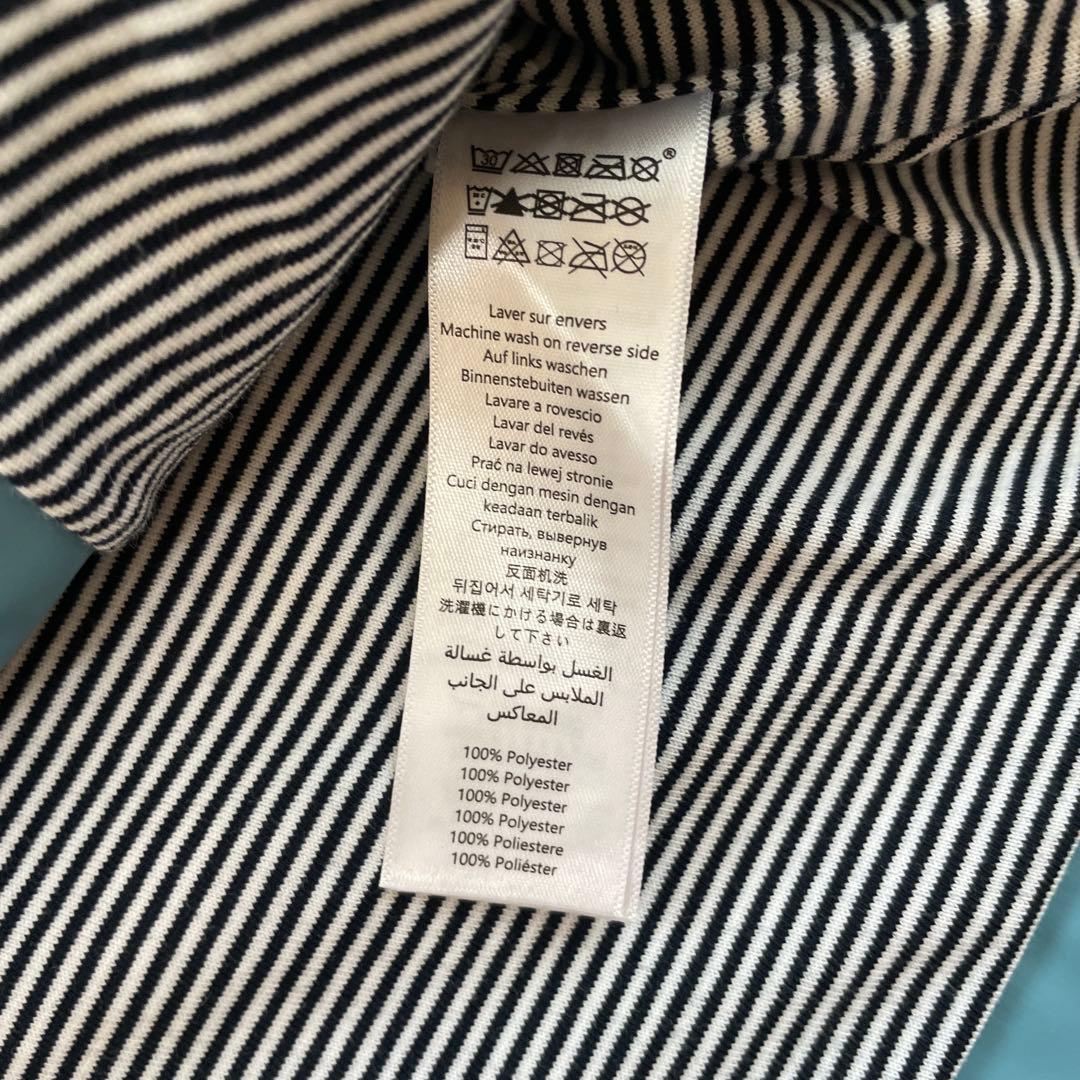 30 ®
Laver sur envers
Machine wash on reverse side
Auf links waschen
Binnenstebuiten wassen
Lavare a rovescio
Lavar del revés
Lavar do avesso
Prać na lewej stronie
Cuci dengan mesin dengan
keadaan terbalik
Стирать, вывернув
наизнанку
反面机洗
뒤집어서 세탁기로 세탁
洗濯機にかける場合は裏返
して下さい
الغسل بواسطة غسالة
الملابس على الجانب
المعاكس
100% Polyester
100% Polyester
100% Polyester
100% Polyester
100% Poliestere
100% Poliéster